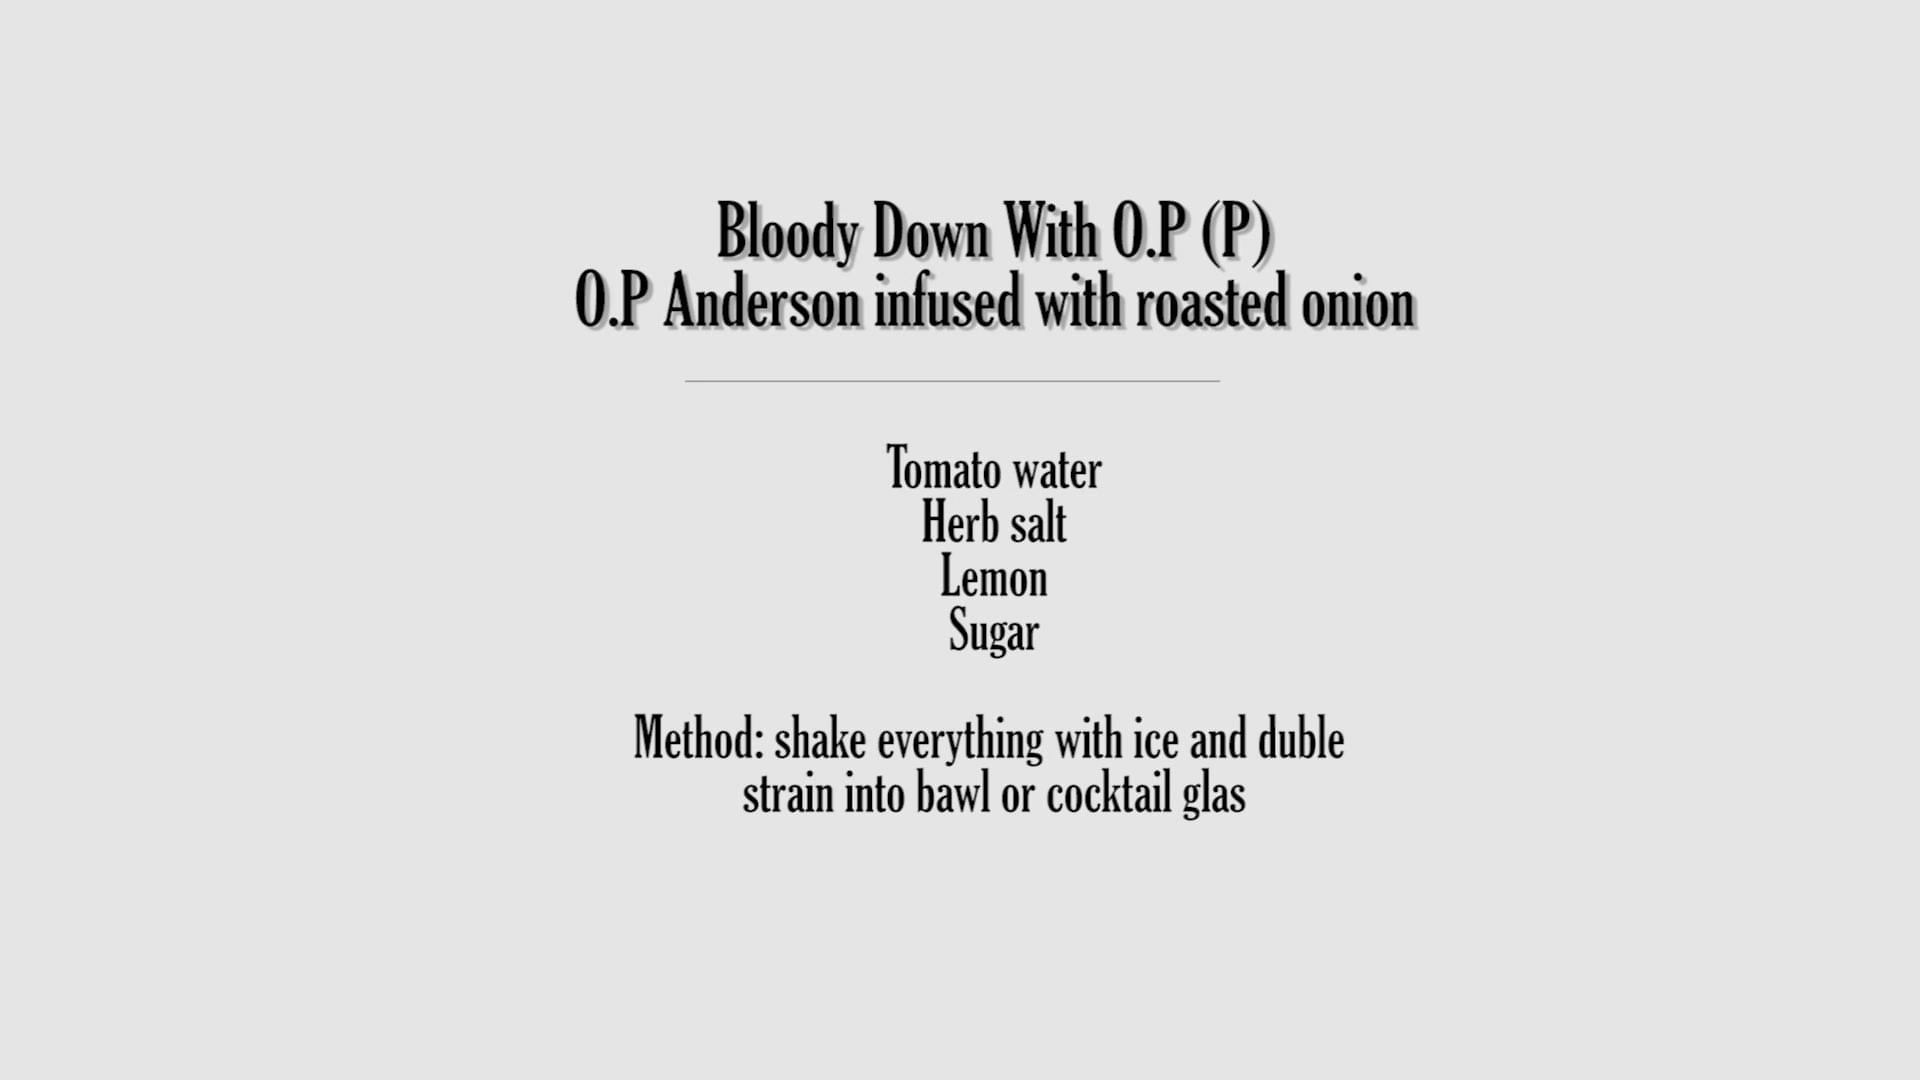 Bloody Down With O.P (P)
O.P Anderson infused with roasted onion
Tomato water
Herb salt
Lemon
Sugar
Method: shake everything with ice and duble
strain into bawl or cocktail glas